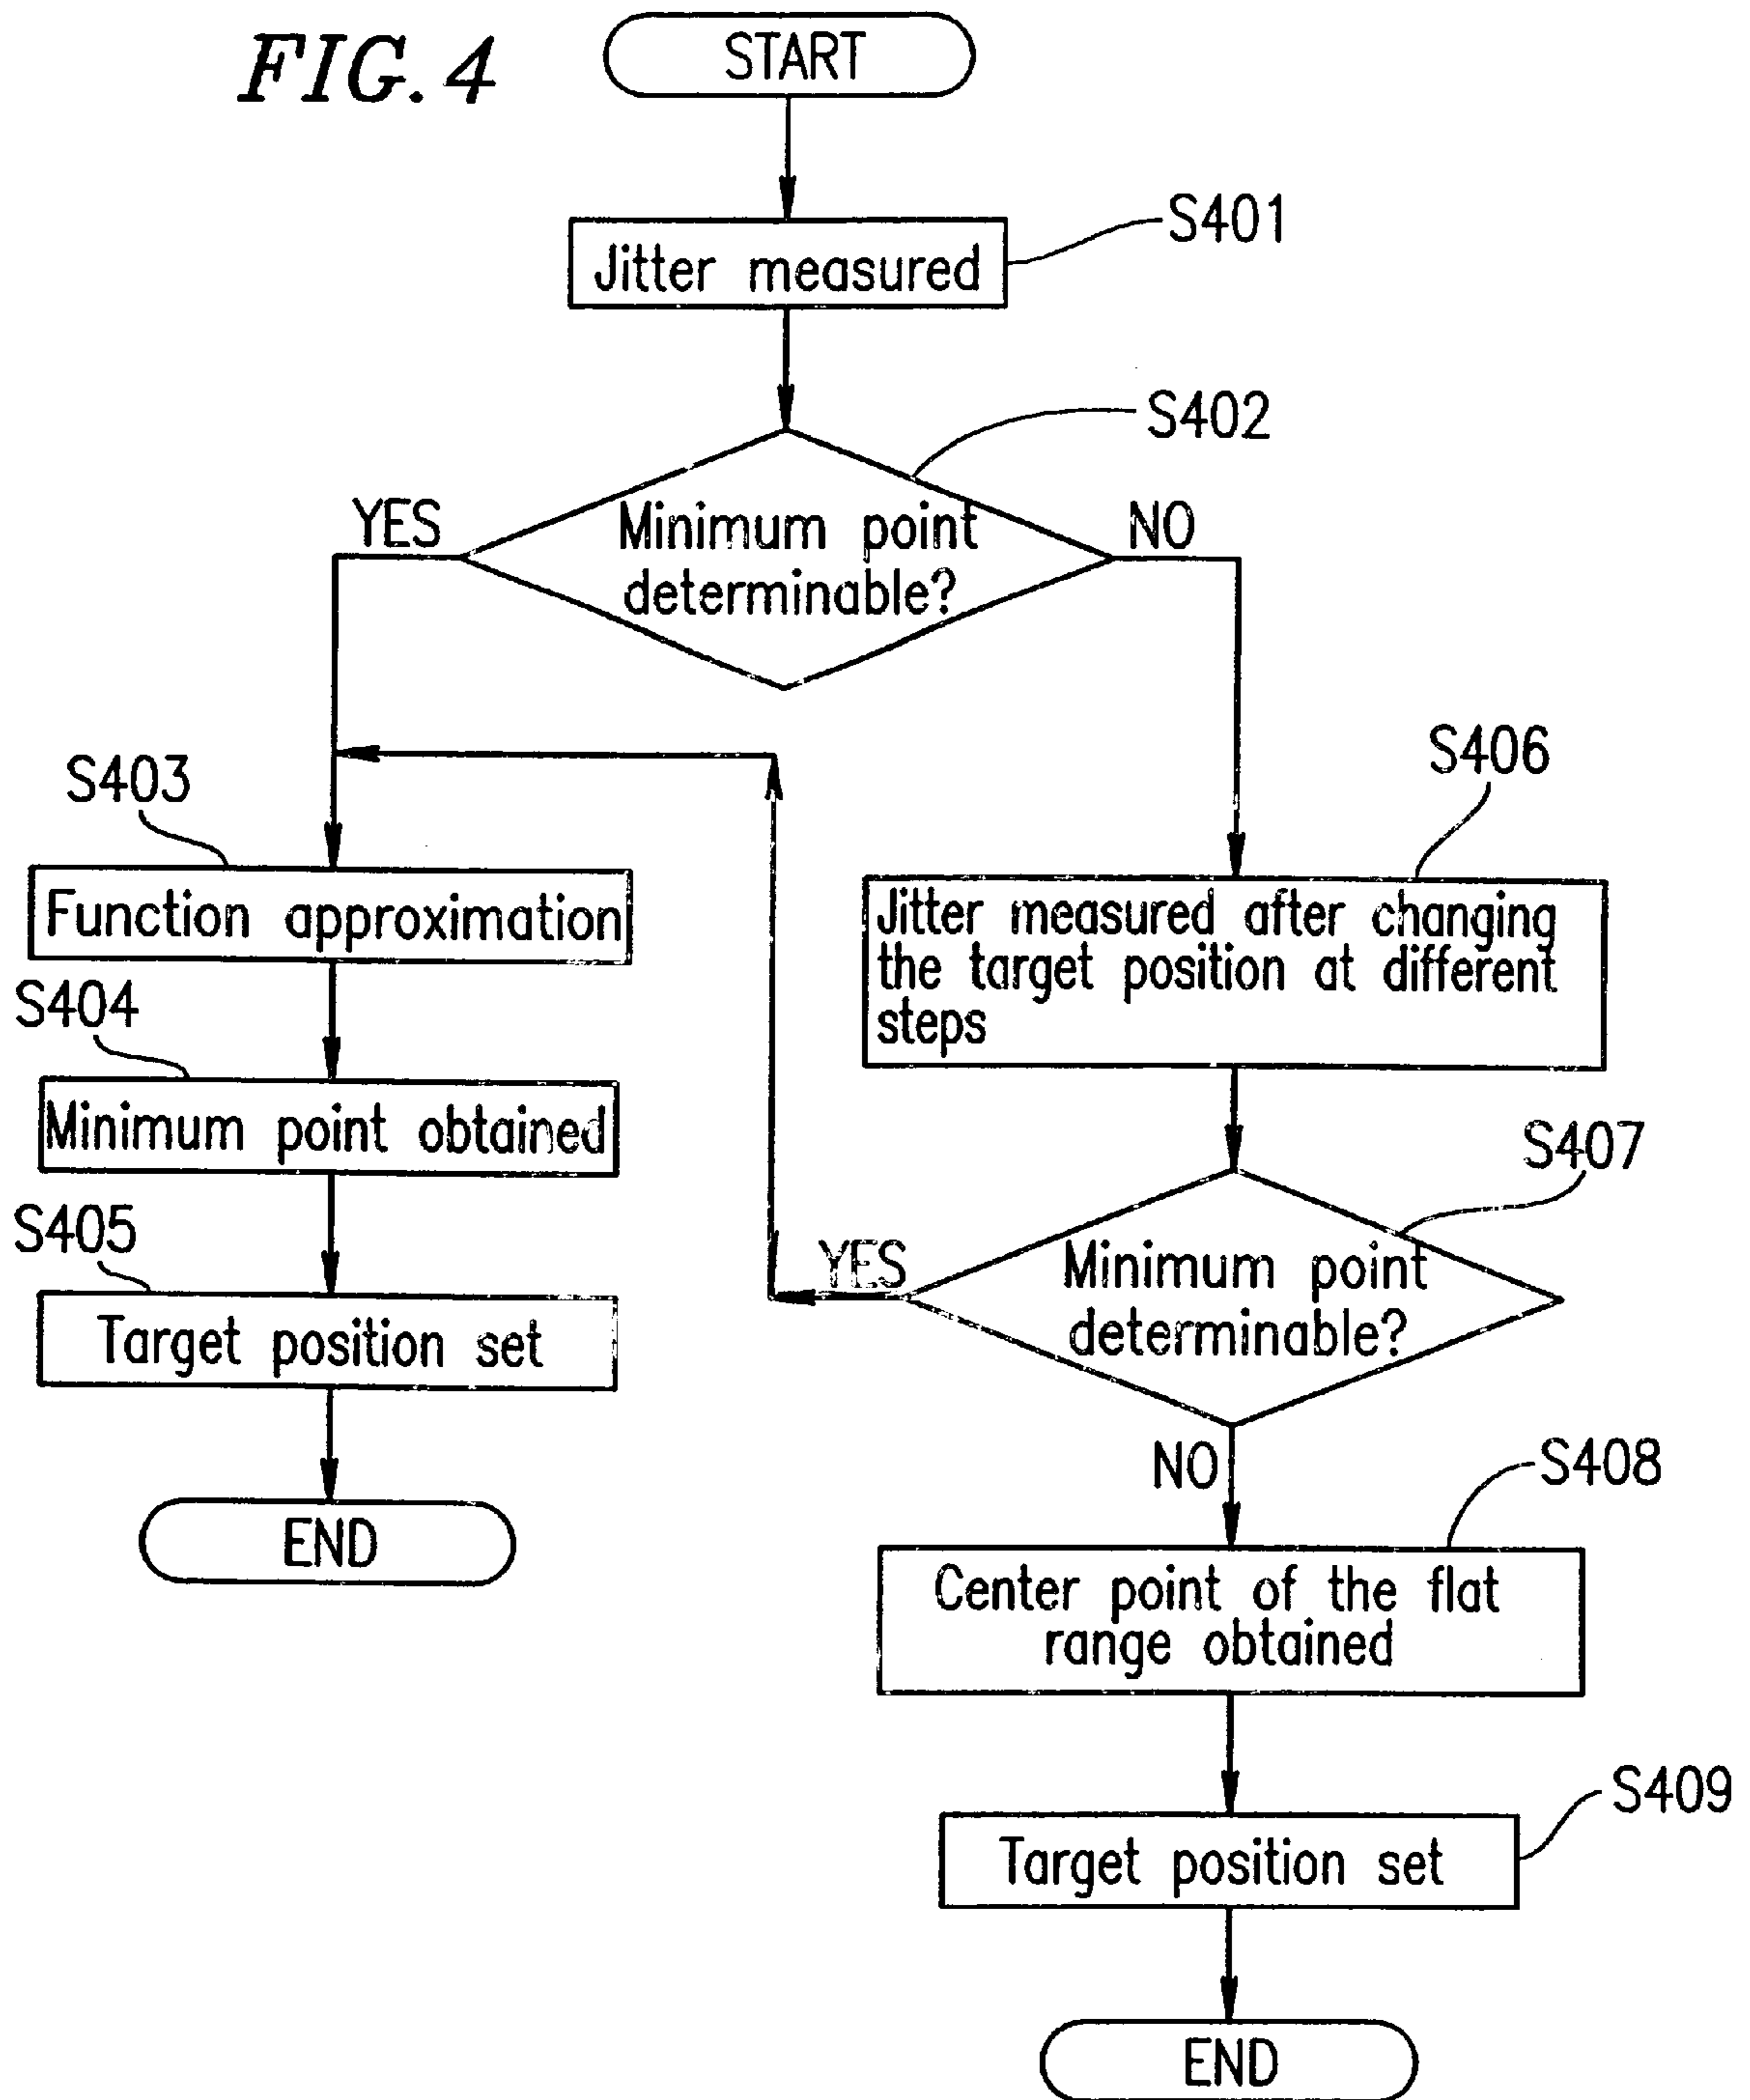 FIG. 4
START
S401
Jitter measured
S402
YES
Minimum point
determinable?
NO
S403
Function approximation
S404
Minimum point obtained
S405
Target position set
END
S406
Jitter measured after changing
the target position at different
steps
S407
YES
Minimum point
determinable?
NO
S408
Center point of the flat
range obtained
S409
Target position set
END